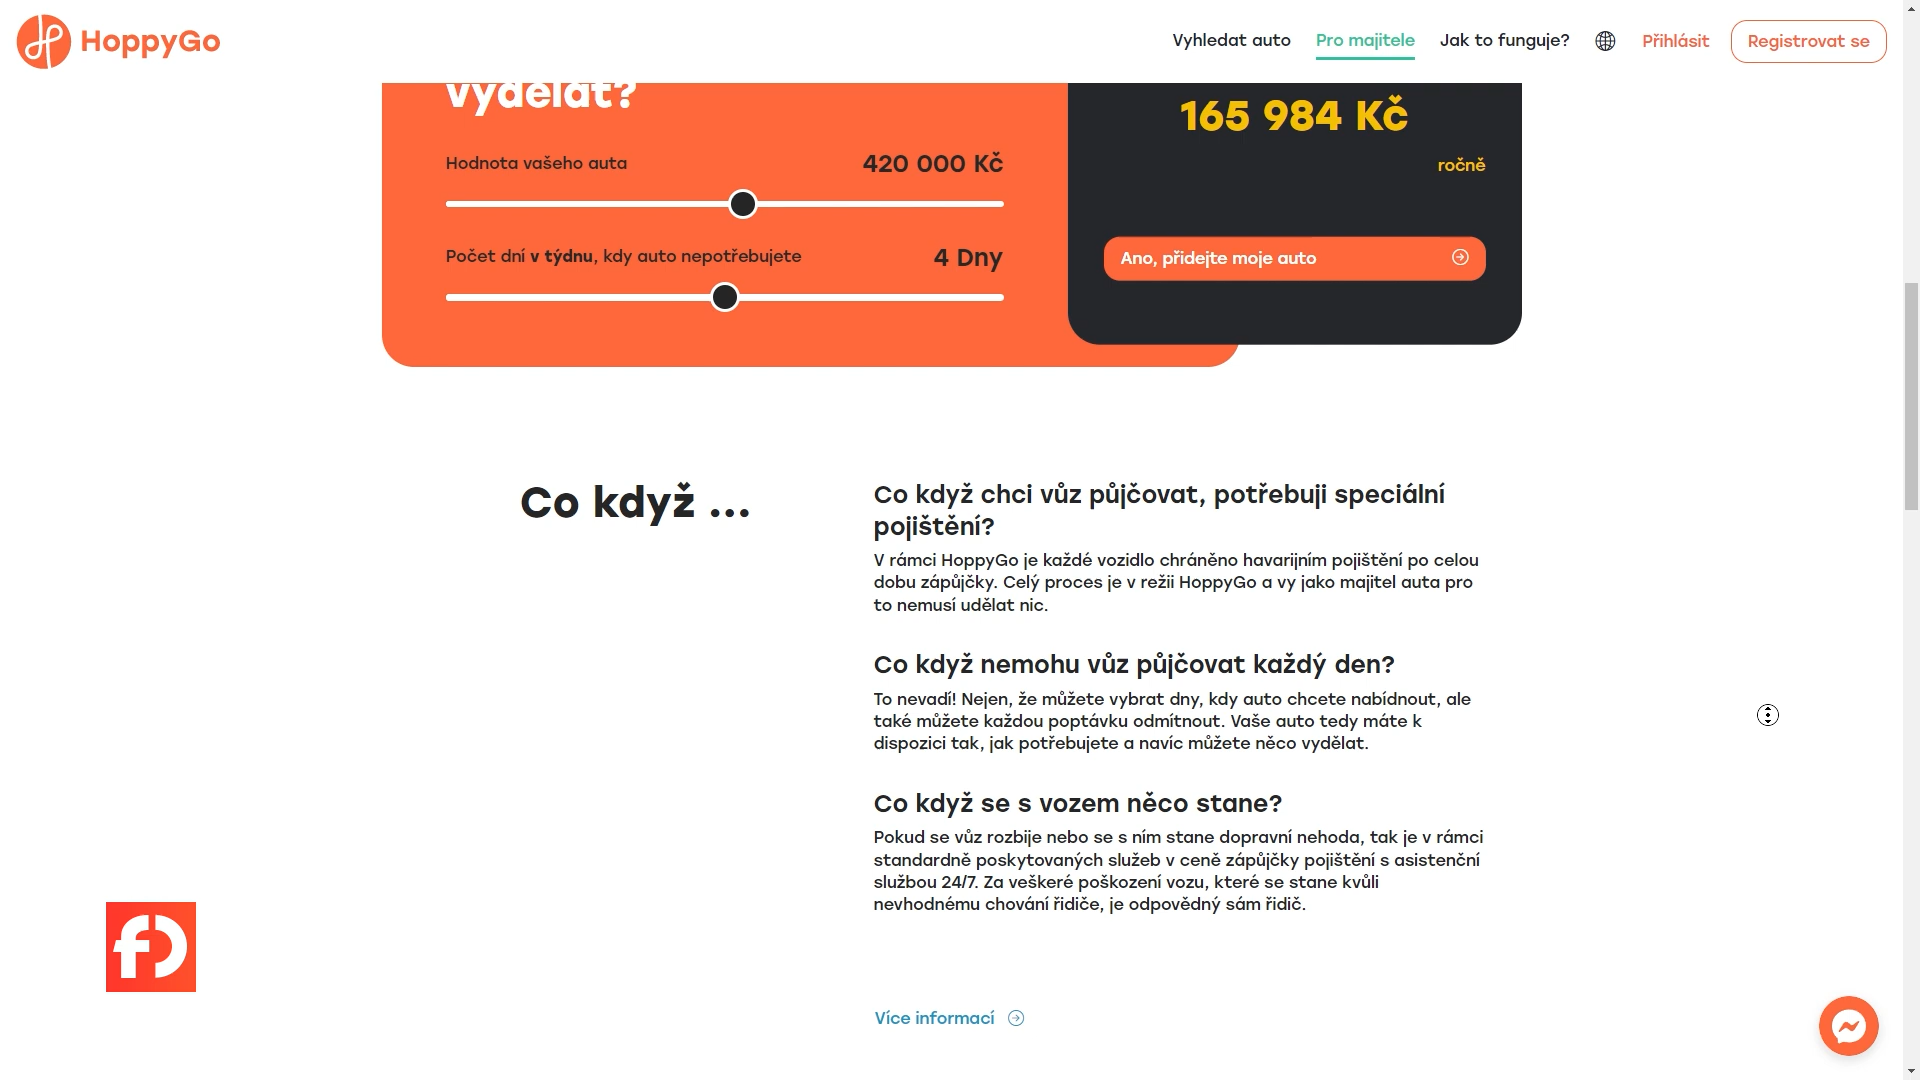 HoppyGo
Vyhledat auto
Pro majitele
Jak to funguje?
Přihlásit
Registrovat se
vydělat?
Hodnota vašeho auta
420 000 Kč
Počet dní v týdnu, kdy auto nepotřebujete
4 Dny
165 984 Kč
ročně
Ano, přidejte moje auto
Co když ...
Co když chci vůz půjčovat, potřebuji speciální
pojištění?
V rámci HoppyGo je každé vozidlo chráněno havarijním pojištění po celou
dobu zápůjčky. Celý proces je v režii HoppyGo a vy jako majitel auta pro
to nemusí udělat nic.
Co když nemohu vůz půjčovat každý den?
To nevadí! Nejen, že můžete vybrat dny, kdy auto chcete nabídnout, ale
také můžete každou poptávku odmítnout. Vaše auto tedy máte k
dispozici tak, jak potřebujete a navíc můžete něco vydělat.
Co když se s vozem něco stane?
Pokud se vůz rozbije nebo se s ním stane dopravní nehoda, tak je v rámci
standardně poskytovaných služeb v ceně zápůjčky pojištění s asistenční
službou 24/7. Za veškeré poškození vozu, které se stane kvůli
nevhodnému chování řidiče, je odpovědný sám řidič.
Více informací